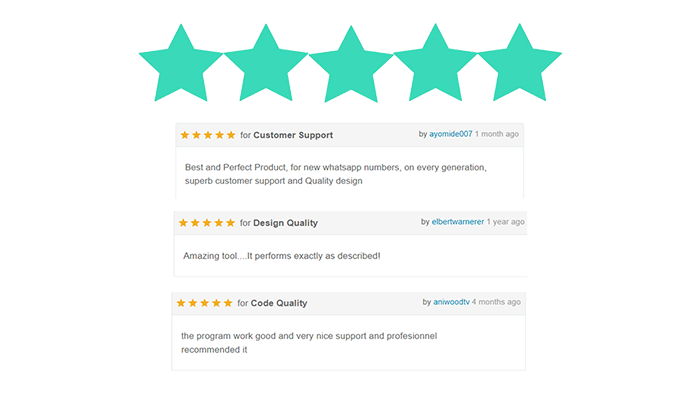 for Customer Support by ayomide007 1 month ago
Best and Perfect Product, for new whatsapp numbers, on every generation,
superb customer support and Quality design
for Design Quality by elbertwarnerer 1 year ago
Amazing tool....It performs exactly as described!
for Code Quality by aniwoodtv 4 months ago
the program work good and very nice support and profesionnel
recommended it